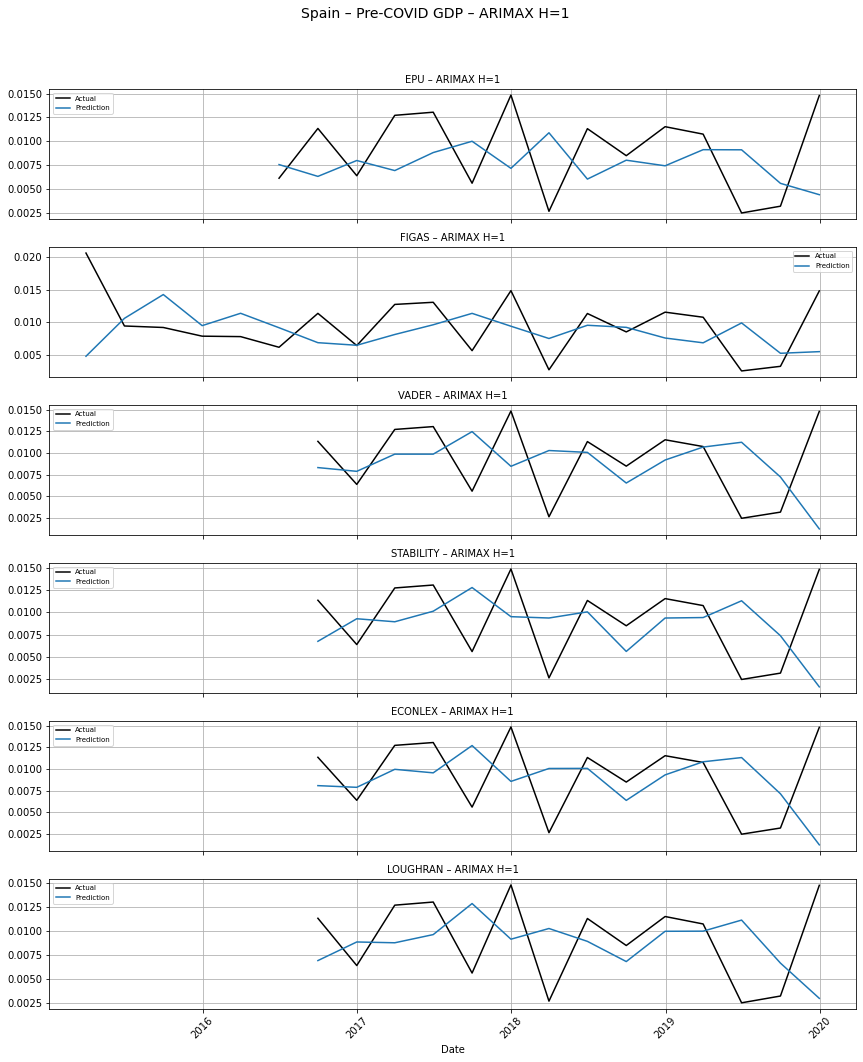 Spain – Pre-COVID GDP – ARIMAX H=1
EPU – ARIMAX H=1
0.0150
0.0125
0.0100
0.0075
0.0050
0.0025
Actual
Prediction
FIGAS – ARIMAX H=1
0.020
0.015
0.010
0.005
Actual
Prediction
VADER – ARIMAX H=1
0.0150
0.0125
0.0100
0.0075
0.0050
0.0025
Actual
Prediction
STABILITY – ARIMAX H=1
0.0150
0.0125
0.0100
0.0075
0.0050
0.0025
Actual
Prediction
ECONLEX – ARIMAX H=1
0.0150
0.0125
0.0100
0.0075
0.0050
0.0025
Actual
Prediction
LOUGHRAN – ARIMAX H=1
0.0150
0.0125
0.0100
0.0075
0.0050
0.0025
Actual
Prediction
2016 2017 2018 2019 2020
Date